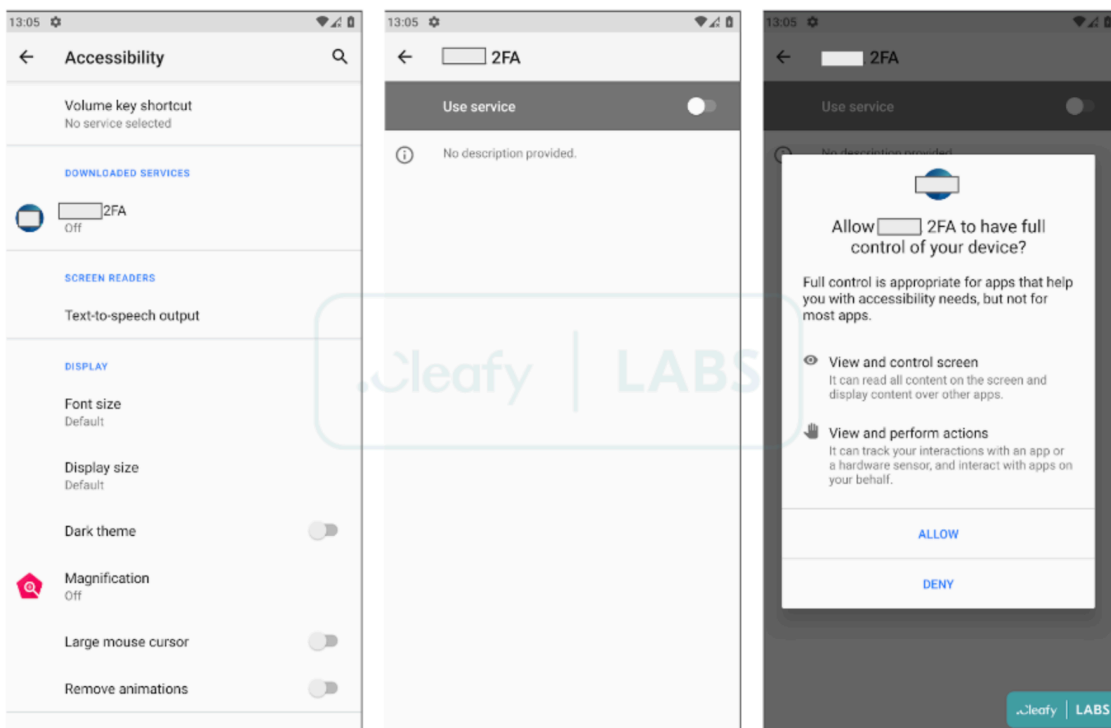 13:05
Accessibility
Volume key shortcut
No service selected
DOWNLOADED SERVICES
2FA
Off
SCREEN READERS
Text-to-speech output
DISPLAY
Font size
Default
Display size
Default
Dark theme
Magnification
Off
Large mouse cursor
Remove animations
13:05
2FA
Use service
No description provided.
13:05
2FA
Use service
No description provided.
Allow 2FA to have full
control of your device?
Full control is appropriate for apps that help
you with accessibility needs, but not for
most apps.
View and control screen
It can read all content on the screen and
display content over other apps.
View and perform actions
It can track your interactions with an app or
a hardware sensor, and interact with apps on
your behalf.
ALLOW
DENY
Cleafy | LABS
Cleafy | LABS